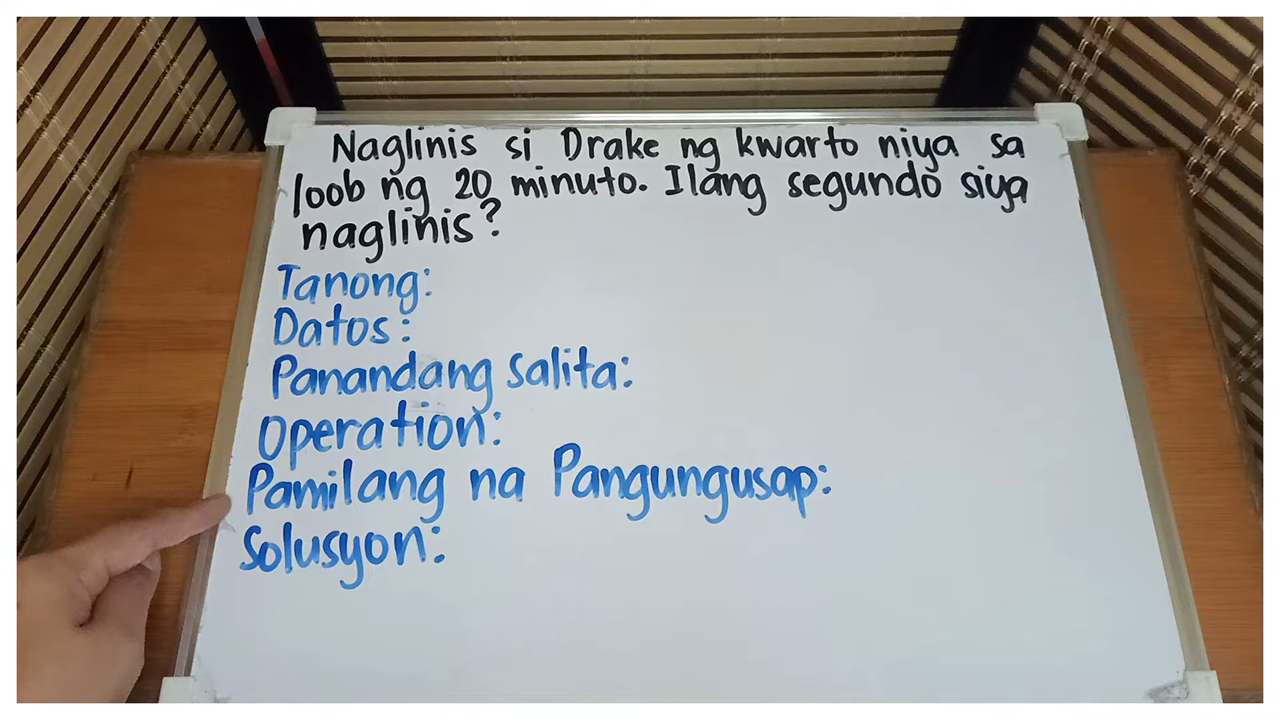 Naglinis si Drake ng kwarto niya sa
loob ng 20 minuto. Ilang segundo siya
naglinis?
Tanong:
Datos:
Panandang Salita:
Operation:
Pamilang na Pangungusap:
Solusyon: